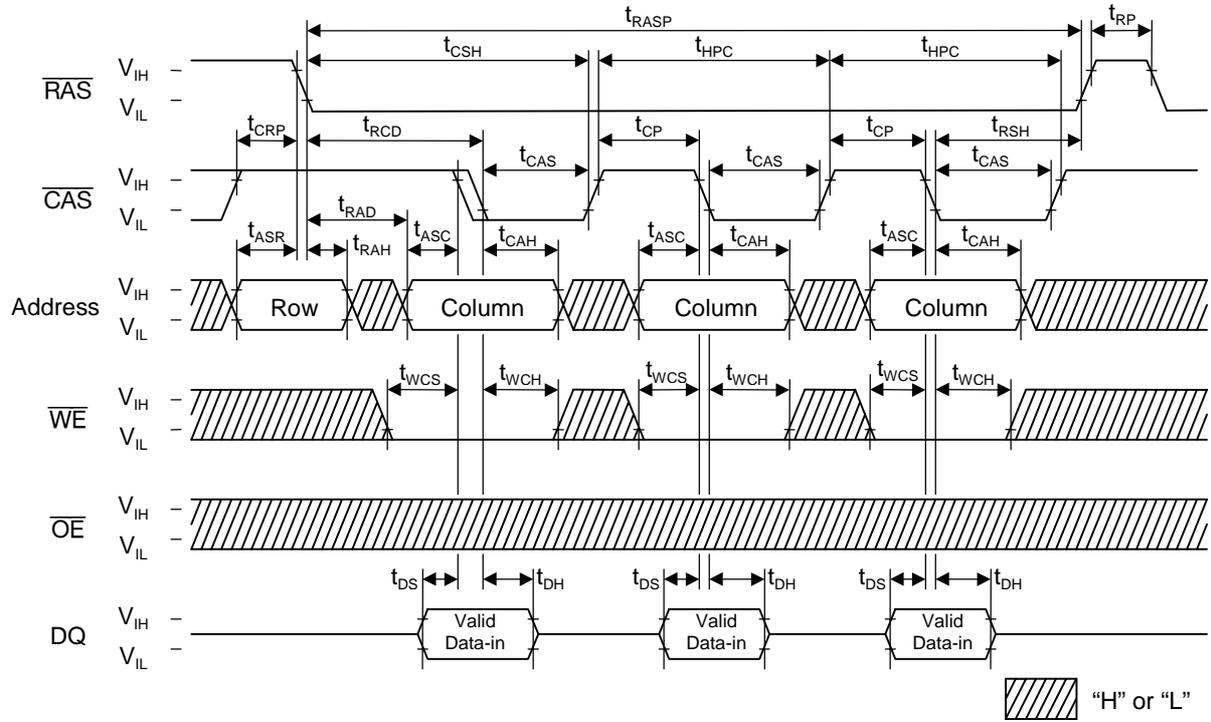 tRASP tRP
tCSH tHPC tHPC
RAS VIH
VIL
tCRP tRCD tCP tCP tRSH
tCAS tCAS tCAS
CAS VIH
VIL
tRAD
tASR tRAH tASC tCAH tASC tCAH tASC tCAH
Address VIH
VIL
Row Column Column Column
tWCS tWCH tWCS tWCH tWCS tWCH
WE VIH
VIL
OE VIH
VIL
tDS tDH tDS tDH tDS tDH
DQ VIH
VIL
Valid Valid Valid
Data-in Data-in Data-in
“H” or “L”